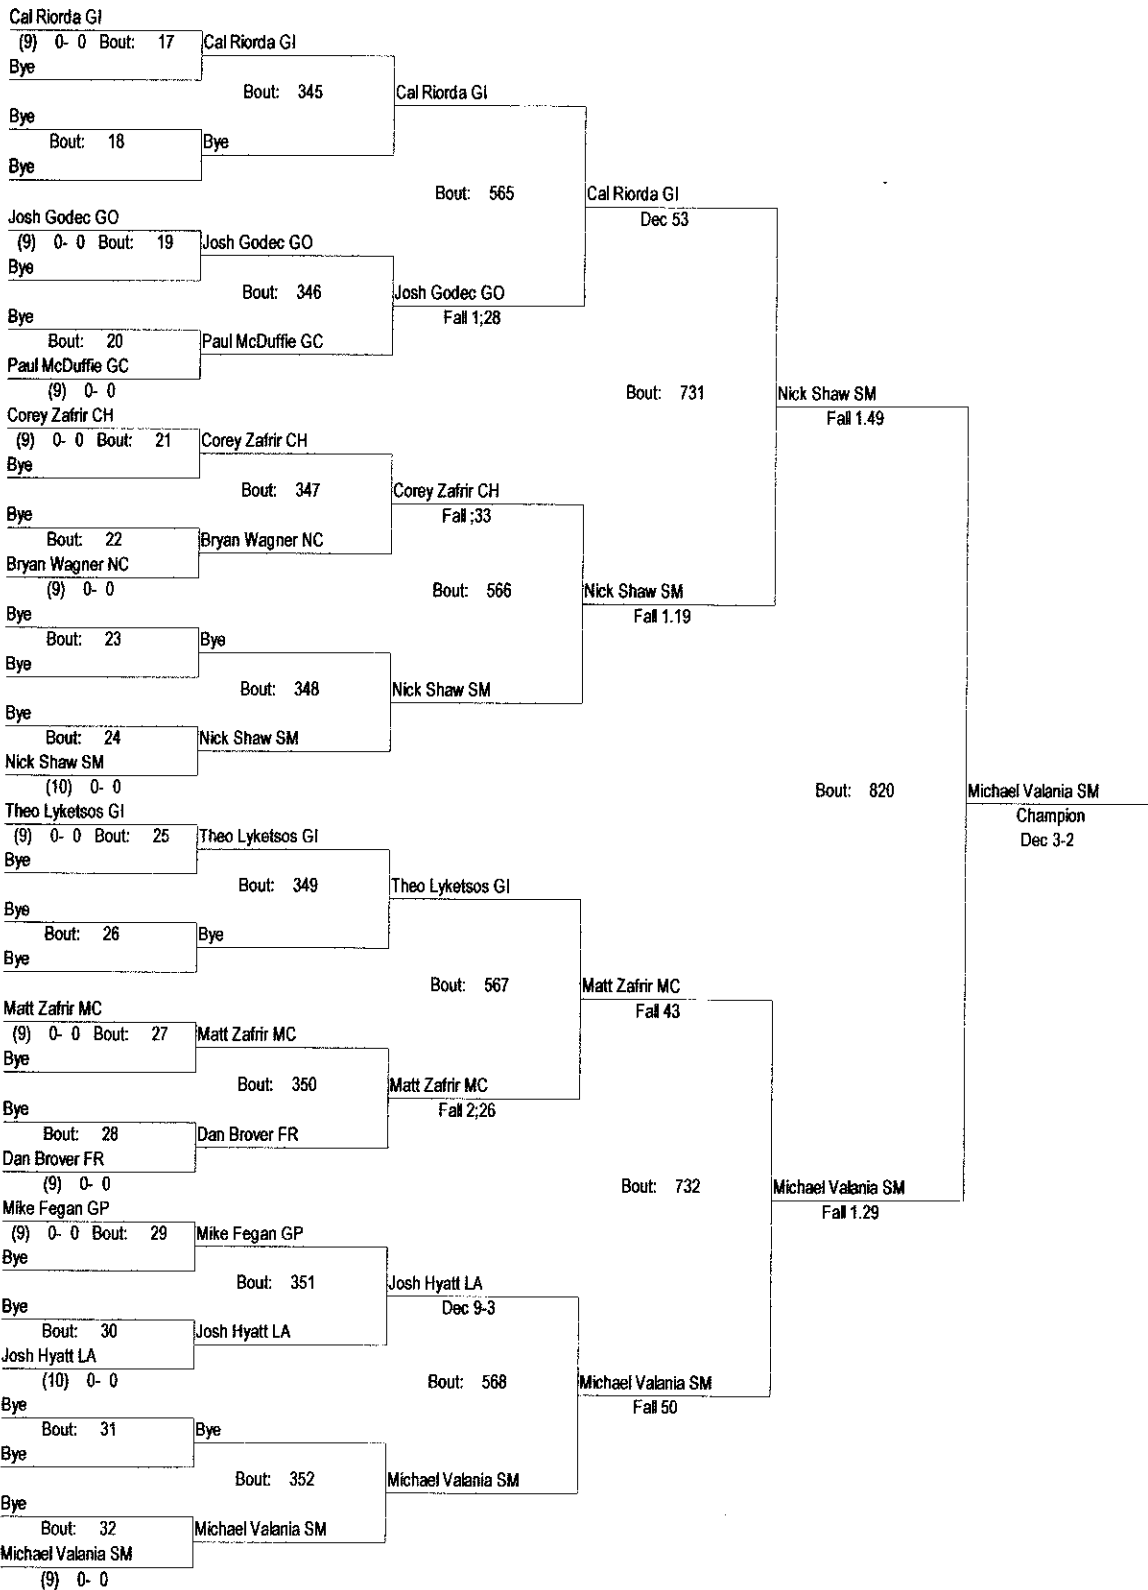 Cal Riorda GI
(9) 0- 0 Bout: 17 Cal Riorda GI
Bye
Bout: 345 Cal Riorda GI
Bye
Bout: 18 Bye
Bye
Bout: 565 Cal Riorda GI
Dec 53
Josh Godec GO
(9) 0- 0 Bout: 19 Josh Godec GO
Bye
Bout: 346 Josh Godec GO
Fall 1;28
Bye
Bout: 20 Paul McDuffie GC
Paul McDuffie GC
(9) 0- 0
Bout: 731 Nick Shaw SM
Fall 1.49
Corey Zafrir CH
(9) 0- 0 Bout: 21 Corey Zafrir CH
Bye
Bout: 347 Corey Zafrir CH
Fall ;33
Bye
Bout: 22 Bryan Wagner NC
Bryan Wagner NC
(9) 0- 0
Bout: 566 Nick Shaw SM
Fall 1.19
Bye
Bout: 23 Bye
Bye
Bout: 348 Nick Shaw SM
Bye
Bout: 24 Nick Shaw SM
Nick Shaw SM
(10) 0- 0
Bout: 820 Michael Valania SM
Champion
Dec 3-2
Theo Lyketsos GI
(9) 0- 0 Bout: 25 Theo Lyketsos GI
Bye
Bout: 349 Theo Lyketsos GI
Bye
Bout: 26 Bye
Bye
Bout: 567 Matt Zafrir MC
Fall 43
Matt Zafrir MC
(9) 0- 0 Bout: 27 Matt Zafrir MC
Bye
Bout: 350 Matt Zafrir MC
Fall 2;26
Bye
Bout: 28 Dan Brover FR
Dan Brover FR
(9) 0- 0
Bout: 732 Michael Valania SM
Fall 1.29
Mike Fegan GP
(9) 0- 0 Bout: 29 Mike Fegan GP
Bye
Bout: 351 Josh Hyatt LA
Dec 9-3
Bye
Bout: 30 Josh Hyatt LA
Josh Hyatt LA
(10) 0- 0
Bout: 568 Michael Valania SM
Fall 50
Bye
Bout: 31 Bye
Bye
Bout: 352 Michael Valania SM
Bye
Bout: 32 Michael Valania SM
Michael Valania SM
(9) 0- 0